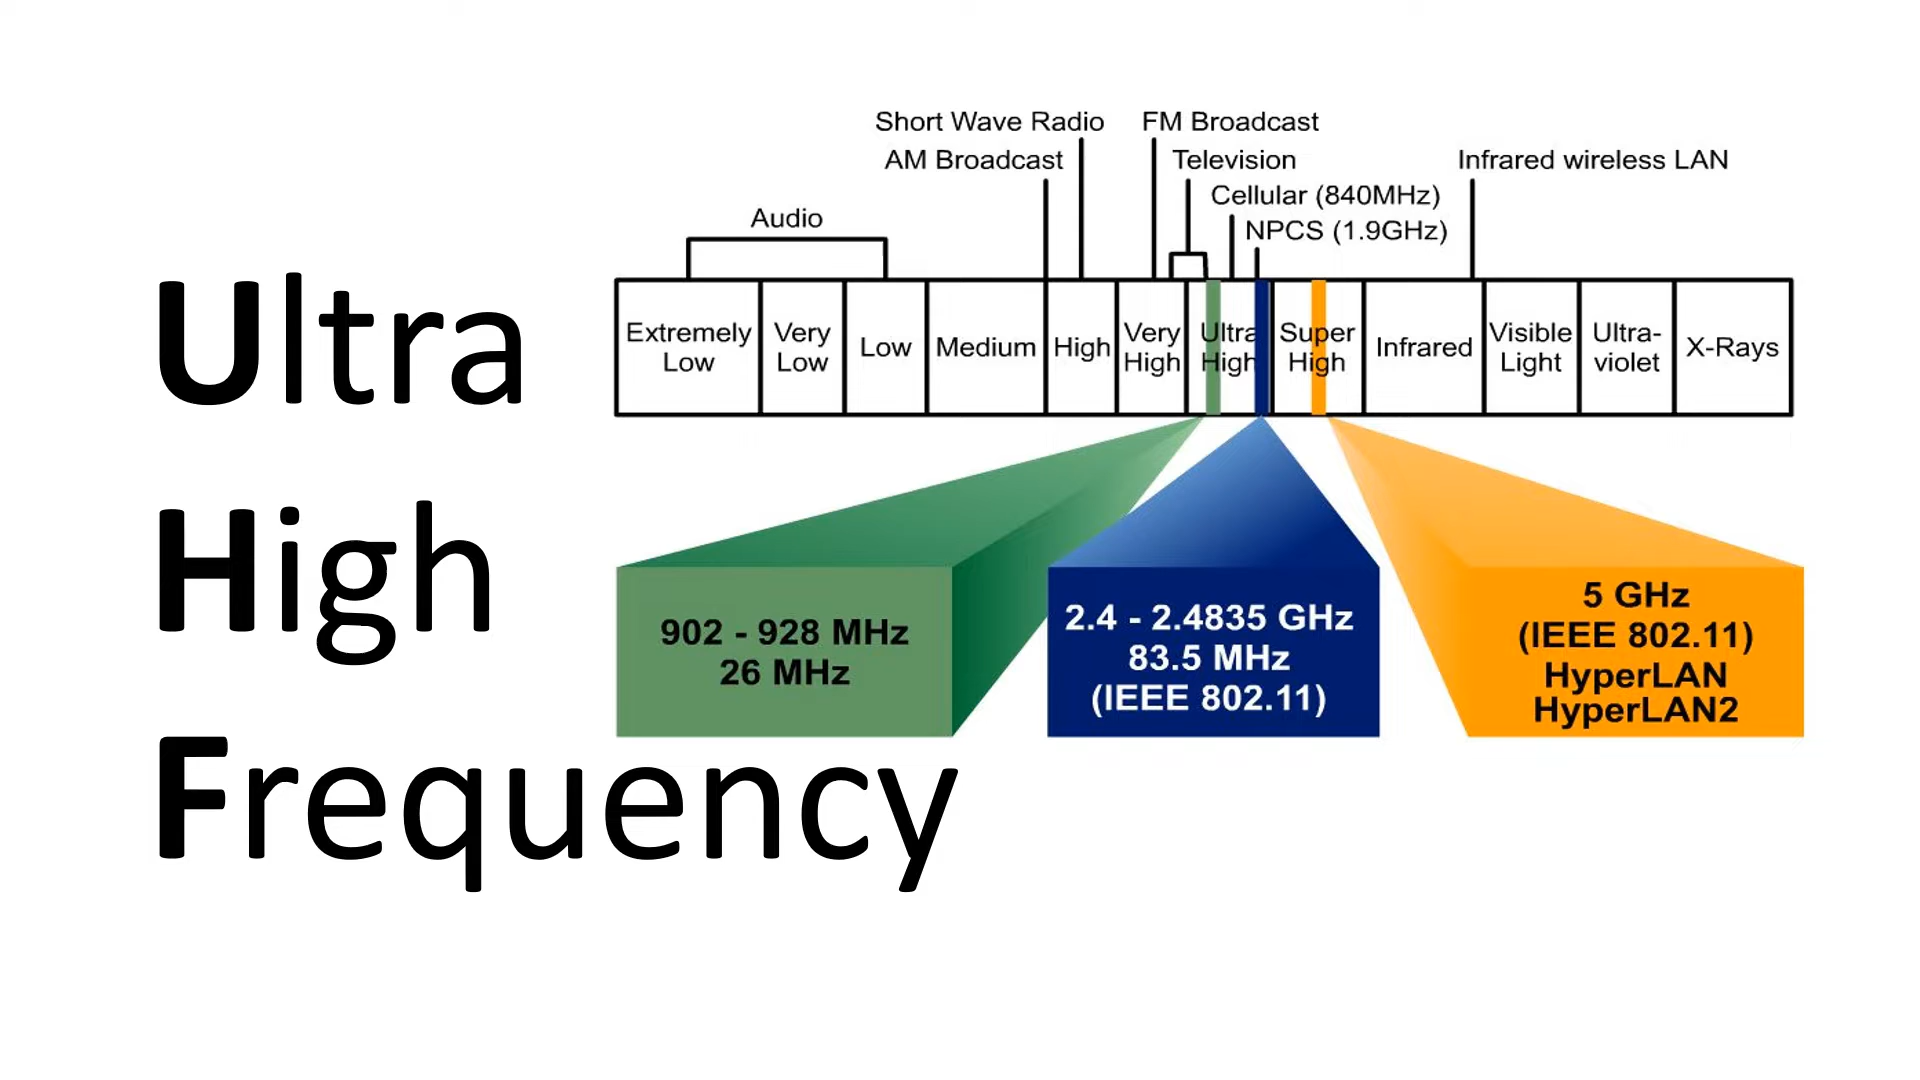 Ultra
High
Frequency
Short Wave Radio
FM Broadcast
AM Broadcast
Television
Infrared wireless LAN
Cellular (840MHz)
Audio
NPCS (1.9GHz)
Extremely
Low
Very
Low
Low
Medium
High
Very
High
Ultra
High
Super
High
Infrared
Visible
Light
Ultra-
violet
X-Rays
902 - 928 MHz
26 MHz
2.4 - 2.4835 GHz
83.5 MHz
(IEEE 802.11)
5 GHz
(IEEE 802.11)
HyperLAN
HyperLAN2